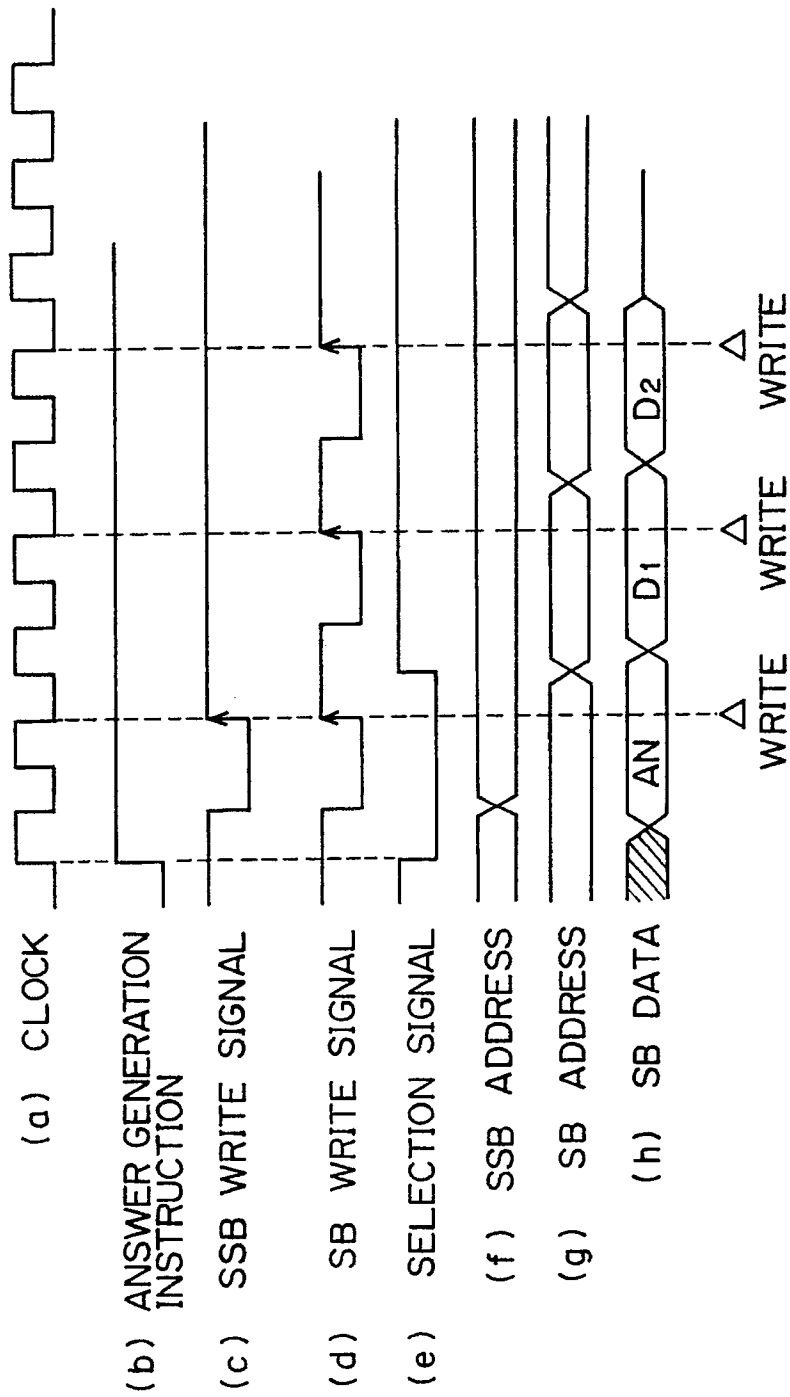 (a) CLOCK
(b) ANSWER GENERATION
INSTRUCTION
(c) SSB WRITE SIGNAL
(d) SB WRITE SIGNAL
(e) SELECTION SIGNAL
(f) SSB ADDRESS
(g) SB ADDRESS
(h) SB DATA
AN D1 D2
WRITE WRITE WRITE